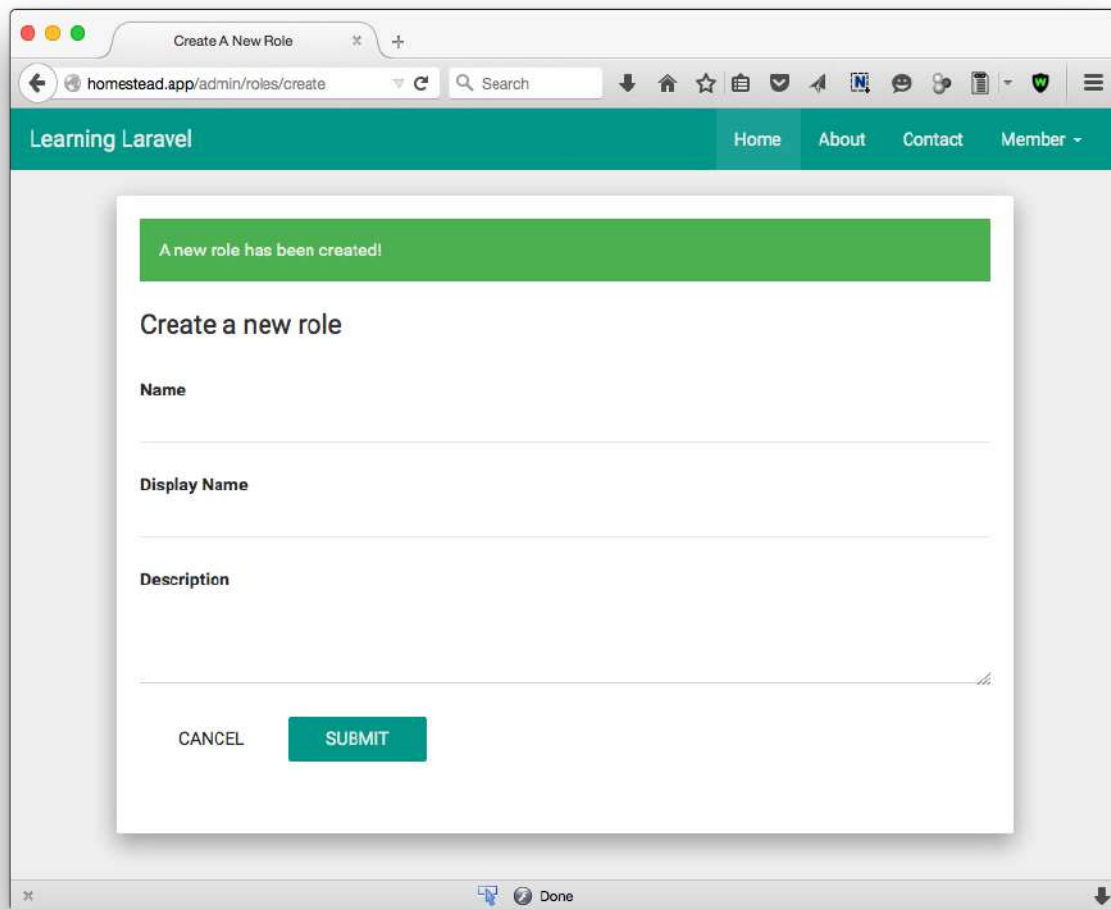 Create A New Role
homestead.app/admin/roles/create
Search
Learning Laravel
Home About Contact Member
A new role has been created!
Create a new role
Name
Display Name
Description
CANCEL SUBMIT
Done